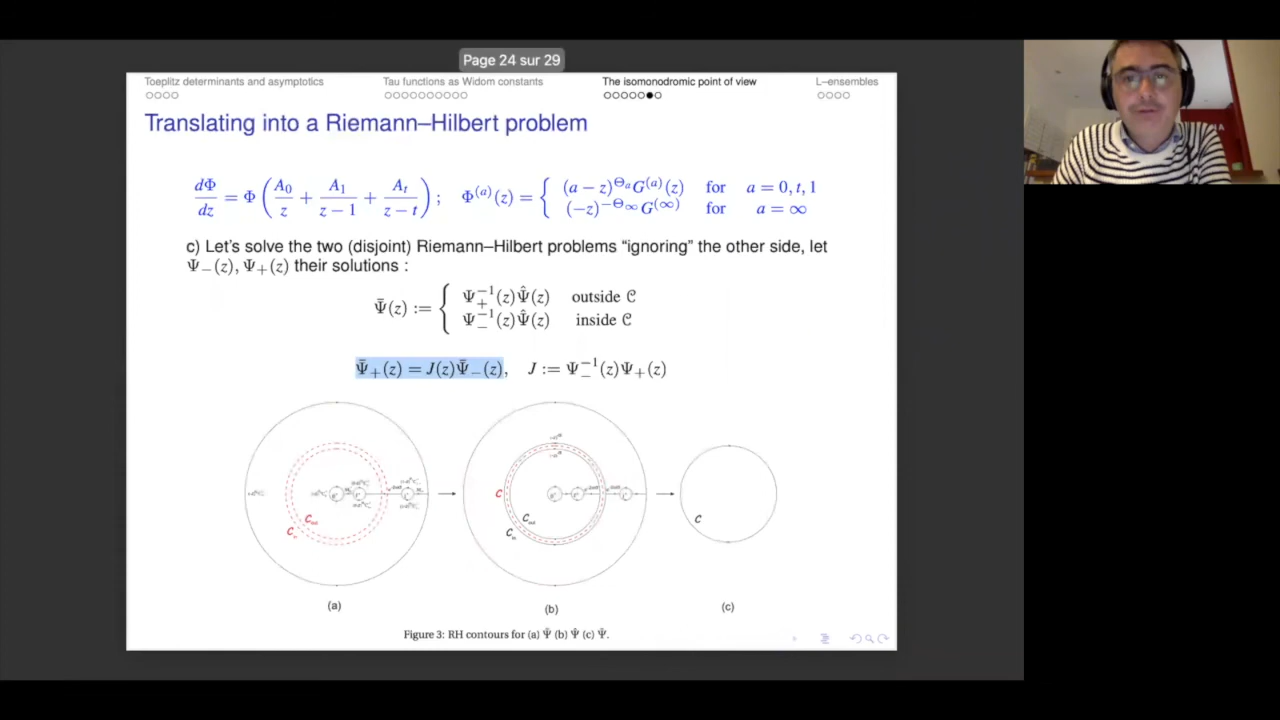 Page 24 sur 29
Toeplitz determinants and asymptotics
Tau functions as Widom constants
The isomonodromic point of view
L–ensembles
Translating into a Riemann–Hilbert problem
dΦ/dz = Φ ( A₀/z + A₁/(z − 1) + Aₜ/(z − t) ) ; Φ⁽ᵃ⁾(z) = { (a − z)^{Θₐ} G⁽ᵃ⁾(z) for a = 0, t, 1
(−z)^{−Θ∞} G^{(∞)} for a = ∞
c) Let's solve the two (disjoint) Riemann–Hilbert problems “ignoring” the other side, let
Ψ₋(z), Ψ₊(z) their solutions :
Ψ̄(z) := { Ψ₊⁻¹(z)Ψ̂(z) outside 𝒞
Ψ₋⁻¹(z)Ψ̂(z) inside 𝒞
Ψ̄₊(z) = J(z)Ψ̄₋(z), J := Ψ₋⁻¹(z)Ψ₊(z)
C
C
(a)
(b)
(c)
Figure 3: RH contours for (a) Ψ̃ (b) Ψ̂ (c) Ψ̄.